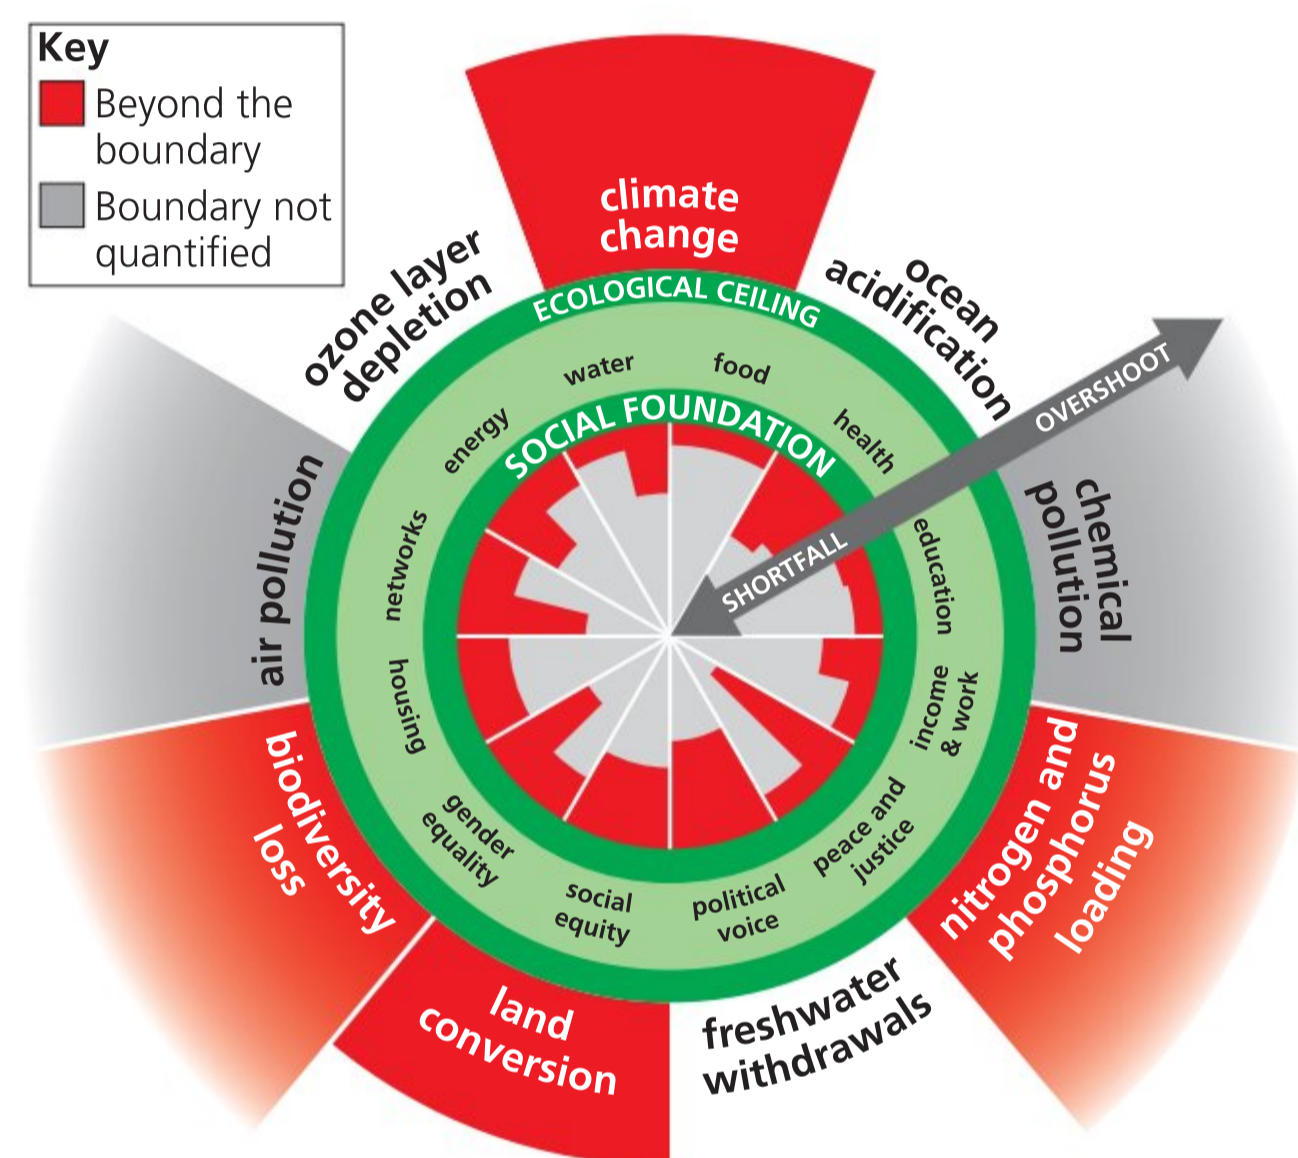 Key
Beyond the
boundary
Boundary not
quantified
climate
change
ECOLOGICAL CEILING
ozone layer
depletion
ocean
acidification
water
food
energy
health
SOCIAL FOUNDATION
OVERSHOOT
SHORTFALL
networks
education
air pollution
chemical
pollution
housing
income
& work
biodiversity
loss
nitrogen and
phosphorus
loading
gender
equality
peace and
justice
social
equity
political
voice
land
conversion
freshwater
withdrawals